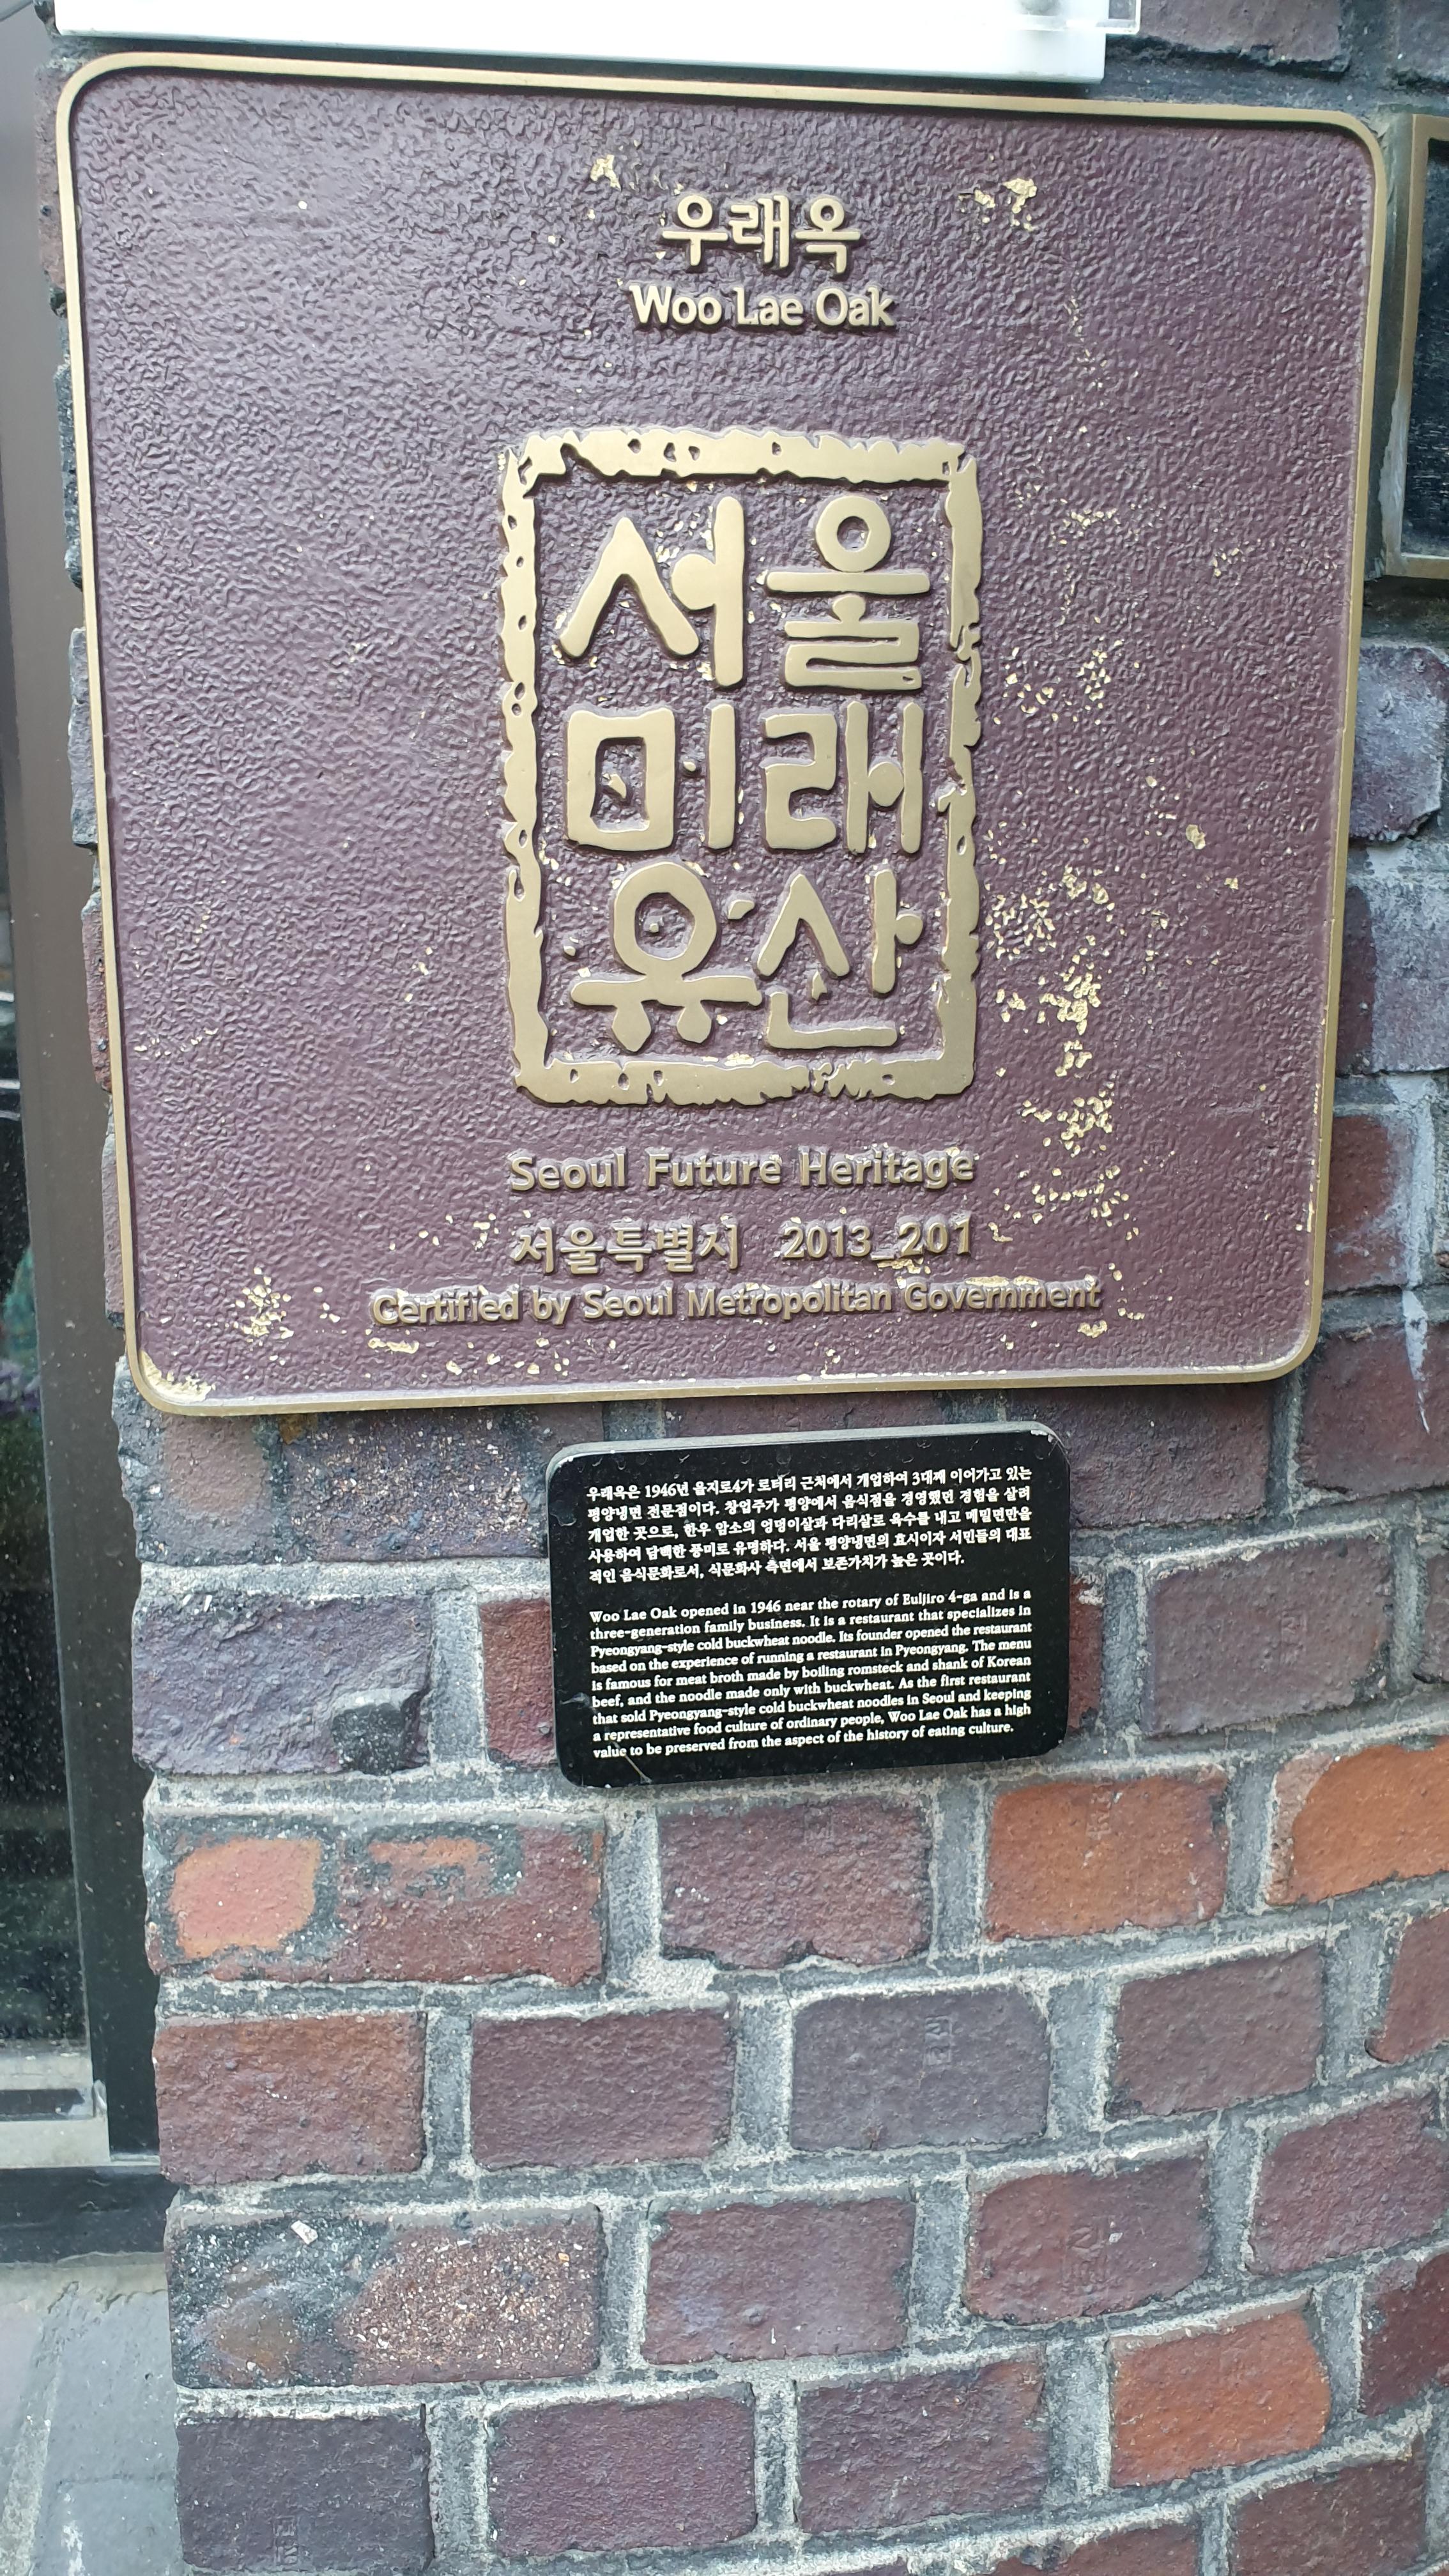 우래옥
Woo Lae Oak
서울
미래
유산
Seoul Future Heritage
서울특별시 2013_201
Certified by Seoul Metropolitan Government
우래옥은 1946년 을지로4가 로터리 근처에서 개업하여 3대째 이어가고 있는
평양냉면 전문점이다. 창업주가 평양에서 음식점을 경영했던 경험을 살려
개업한 곳으로, 한우 암소의 엉덩이살과 다리살로 육수를 내고 메밀면만을
사용하여 담백한 풍미로 유명하다. 서울 평양냉면의 효시이자 서민들의 대표
적인 음식문화로서, 식문화사 측면에서 보존가치가 높은 곳이다.
Woo Lae Oak opened in 1946 near the rotary of Euljiro 4-ga and is a
three-generation family business. It is a restaurant that specializes in
Pyeongyang-style cold buckwheat noodle. Its founder opened the restaurant
based on the experience of running a restaurant in Pyeongyang. The menu
is famous for meat broth made by boiling romsteck and shank of Korean
beef, and the noodle made only with buckwheat. As the first restaurant
that sold Pyeongyang-style cold buckwheat noodles in Seoul and keeping
a representative food culture of ordinary people, Woo Lae Oak has a high
value to be preserved from the aspect of the history of eating culture.